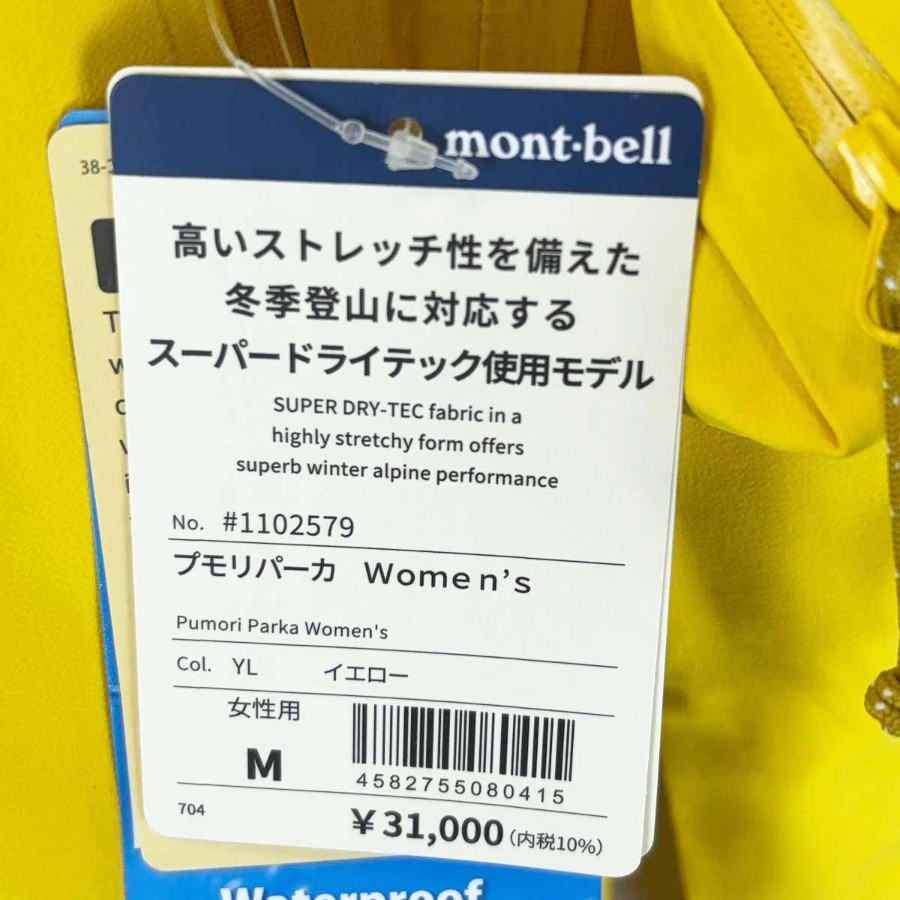 mont·bell
高いストレッチ性を備えた
冬季登山に対応する
スーパードライテック使用モデル
SUPER DRY-TEC fabric in a
highly stretchy form offers
superb winter alpine performance
No. #1102579
プモリパーカ Women's
Pumori Parka Women's
Col. YL イエロー
女性用
M
4582755080415
704
¥31,000(内税10%)
38-
Waterproof